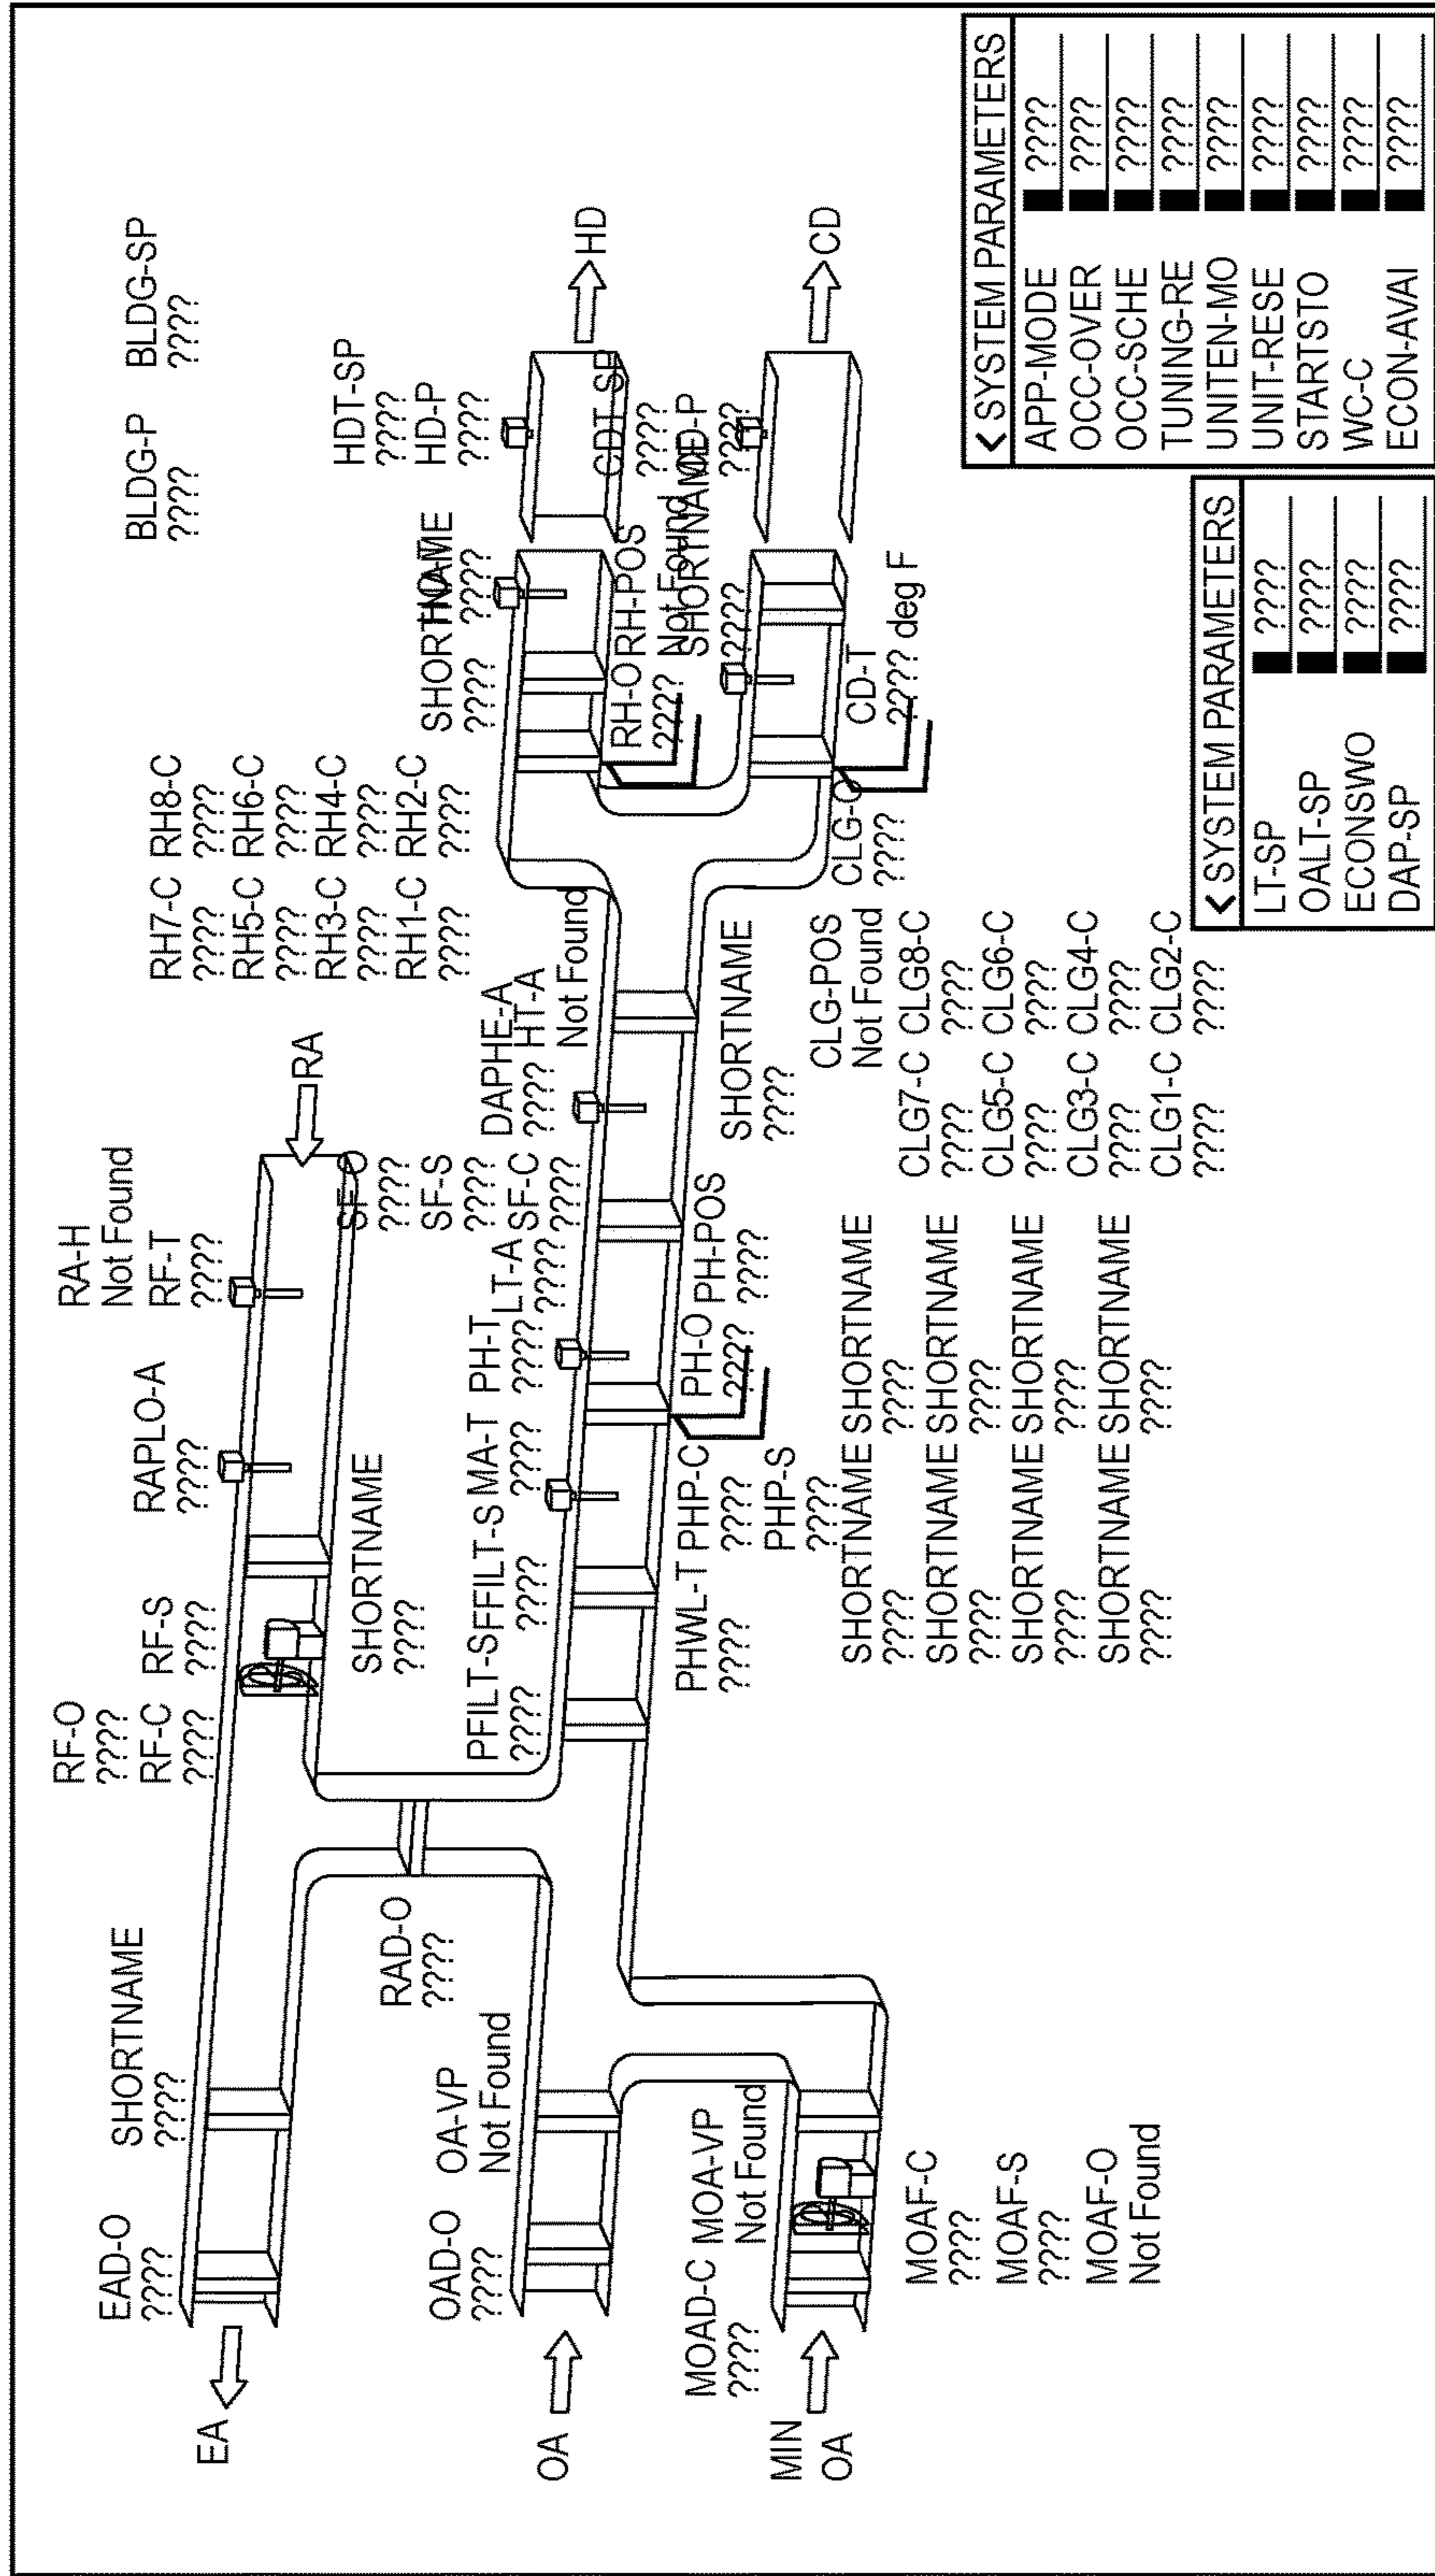 BLDG-P BLDG-SP
???? ????
RA-H
Not Found
RF-T
????
RF-O
????
RF-C RF-S
???? ????
RAPLO-A
????
RA
EAD-O
????
SHORTNAME
????
EA
RH7-C RH8-C
???? ????
RH5-C RH6-C
???? ????
RH3-C RH4-C
???? ????
RH1-C RH2-C
???? ????
HDT-SP
????
HD-P
????
HD
SHORTNAME
????
????
SHORTNAME
????
RAD-O
????
????
SF-S
????
SF-C
????
DAPHE-A
????
HT-A
Not Found
PFILT-S
????
FFILT-S
????
MA-T
????
PH-T
????
LT-A
????
OAD-O
????
OA-VP
Not Found
OA
RH-O
????
RH-POS
Not Found
????
SHORTNAME
????
????
CD
CD-T
???? deg F
CLG-O
????
SHORTNAME
????
PHWL-T
????
PHP-C
????
PHP-S
????
PH-O
????
PH-POS
????
MOAD-C
????
MOA-VP
Not Found
MIN
OA
MOAF-C
????
MOAF-S
????
MOAF-O
Not Found
SHORTNAME SHORTNAME
???? ????
SHORTNAME SHORTNAME
???? ????
SHORTNAME SHORTNAME
???? ????
SHORTNAME SHORTNAME
???? ????
CLG-POS
Not Found
CLG7-C CLG8-C
???? ????
CLG5-C CLG6-C
???? ????
CLG3-C CLG4-C
???? ????
CLG1-C CLG2-C
???? ????
< SYSTEM PARAMETERS
LT-SP ????
OALT-SP ????
ECONSWO ????
DAP-SP ????
< SYSTEM PARAMETERS
APP-MODE ????
OCC-OVER ????
OCC-SCHE ????
TUNING-RE ????
UNITEN-MO ????
UNIT-RESE ????
STARTSTO ????
WC-C ????
ECON-AVAI ????